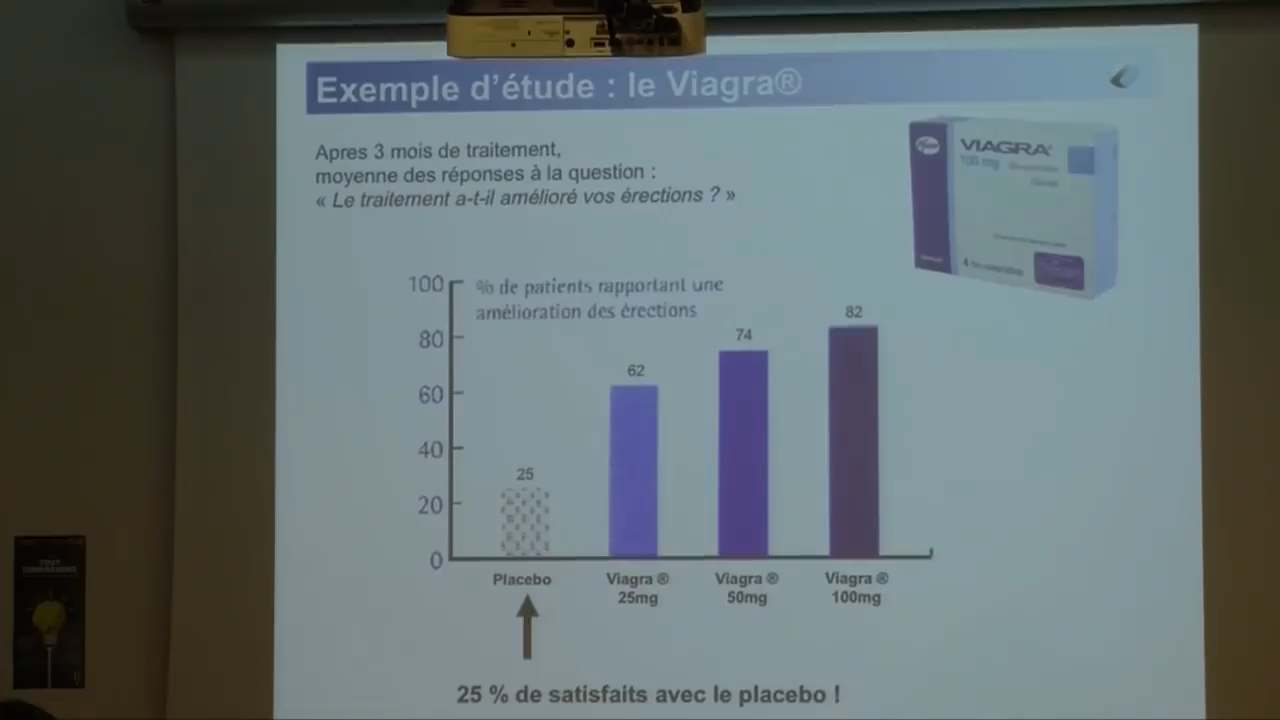 Exemple d'étude : le Viagra®
Apres 3 mois de traitement,
moyenne des réponses à la question :
« Le traitement a-t-il amélioré vos érections ? »
Pfizer
VIAGRA®
100 mg
% de patients rapportant une
amélioration des érections
100
80
60
40
20
0
25
62
74
82
Placebo
Viagra ®
25mg
Viagra ®
50mg
Viagra ®
100mg
25 % de satisfaits avec le placebo !
TOUT